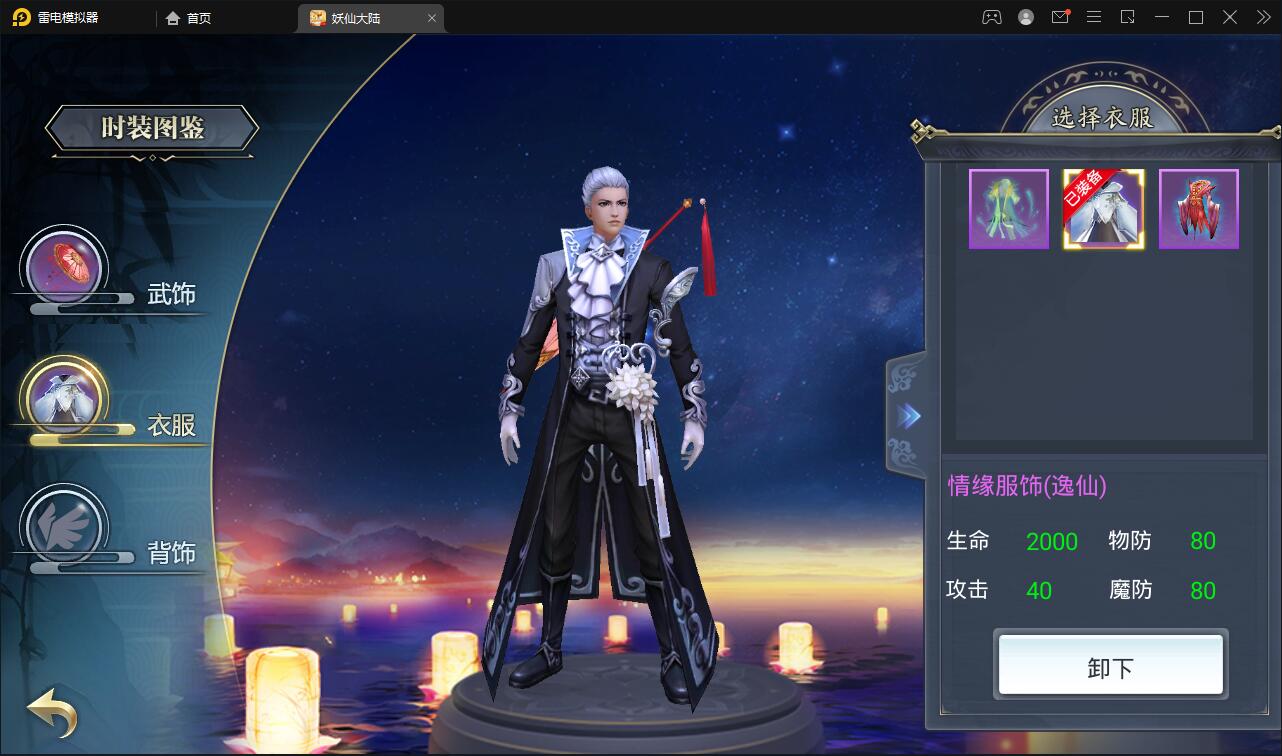 雷电模拟器
首页
妖仙大陆
时装图鉴
武饰
衣服
背饰
选择衣服
已装备
情缘服饰(逸仙)
生命 2000 物防 80
攻击 40 魔防 80
卸下